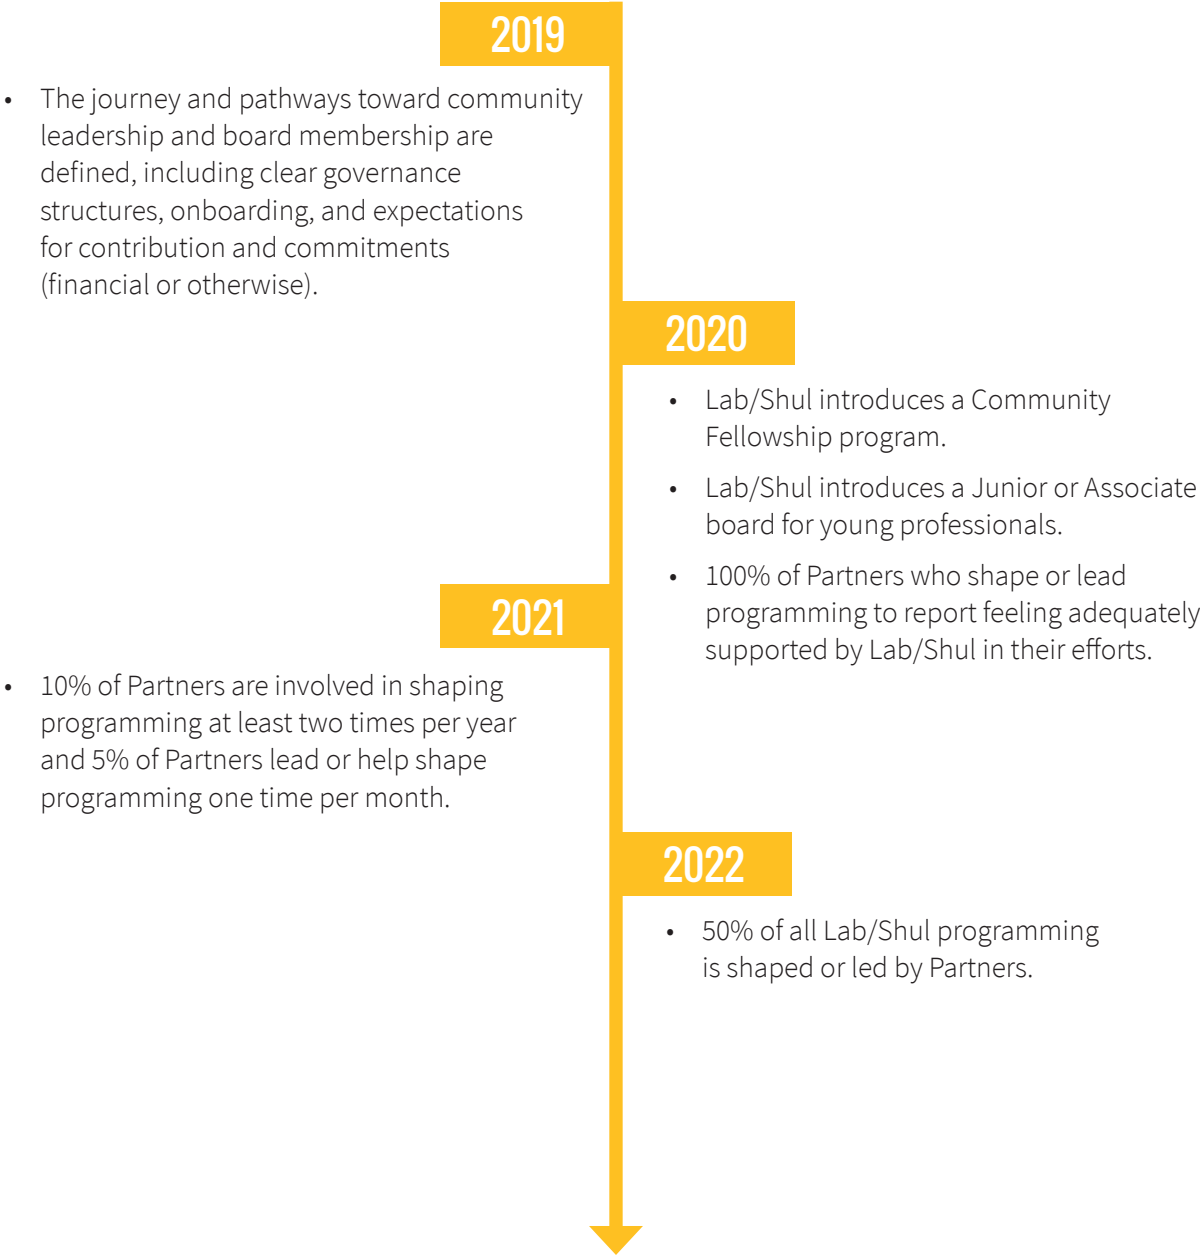 2019
• The journey and pathways toward community
leadership and board membership are
defined, including clear governance
structures, onboarding, and expectations
for contribution and commitments
(financial or otherwise).
2020
• Lab/Shul introduces a Community
Fellowship program.
• Lab/Shul introduces a Junior or Associate
board for young professionals.
• 100% of Partners who shape or lead
programming to report feeling adequately
supported by Lab/Shul in their efforts.
2021
• 10% of Partners are involved in shaping
programming at least two times per year
and 5% of Partners lead or help shape
programming one time per month.
2022
• 50% of all Lab/Shul programming
is shaped or led by Partners.